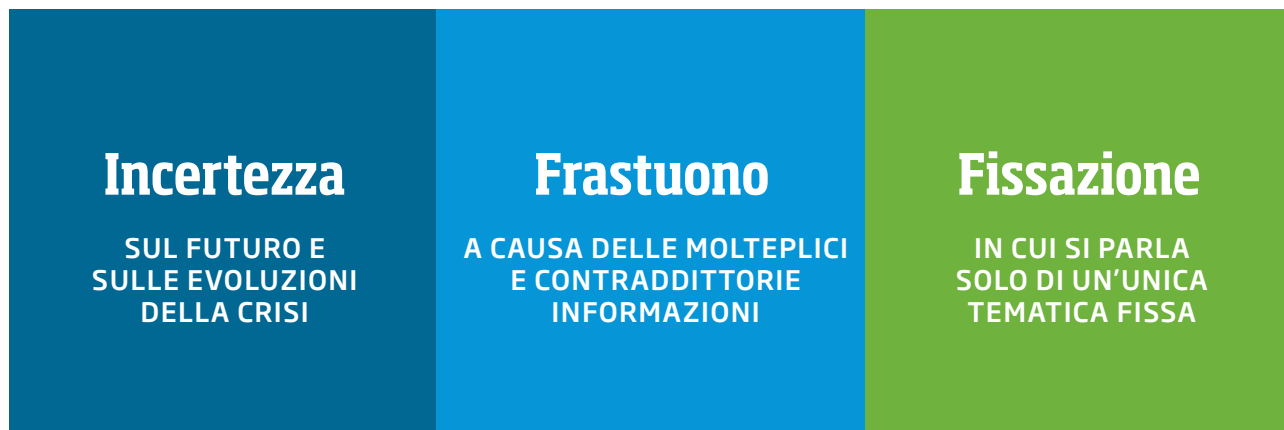 Incertezza
SUL FUTURO E
SULLE EVOLUZIONI
DELLA CRISI
Frastuono
A CAUSA DELLE MOLTEPLICI
E CONTRADDITTORIE
INFORMAZIONI
Fissazione
IN CUI SI PARLA
SOLO DI UN’UNICA
TEMATICA FISSA